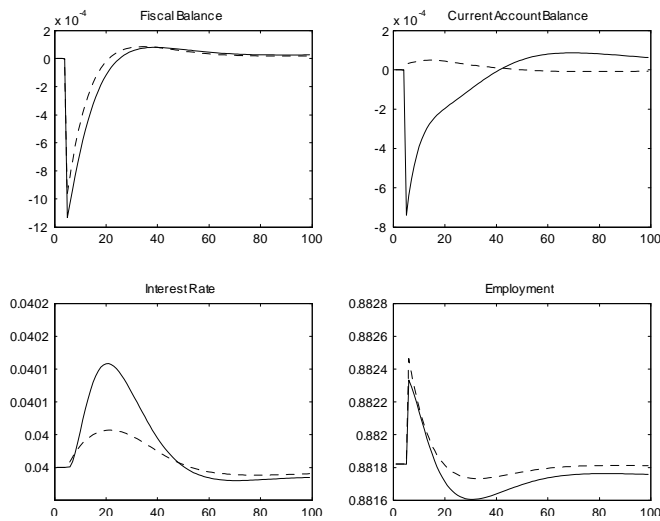 Fiscal Balance
x 10-4
2
0
-2
-4
-6
-8
-10
-12
0 20 40 60 80 100
Current Account Balance
x 10-4
2
0
-2
-4
-6
-8
0 20 40 60 80 100
Interest Rate
0.0402
0.0401
0.0401
0.04
0.04
0 20 40 60 80 100
Employment
0.8828
0.8826
0.8824
0.8822
0.882
0.8818
0.8816
0 20 40 60 80 100